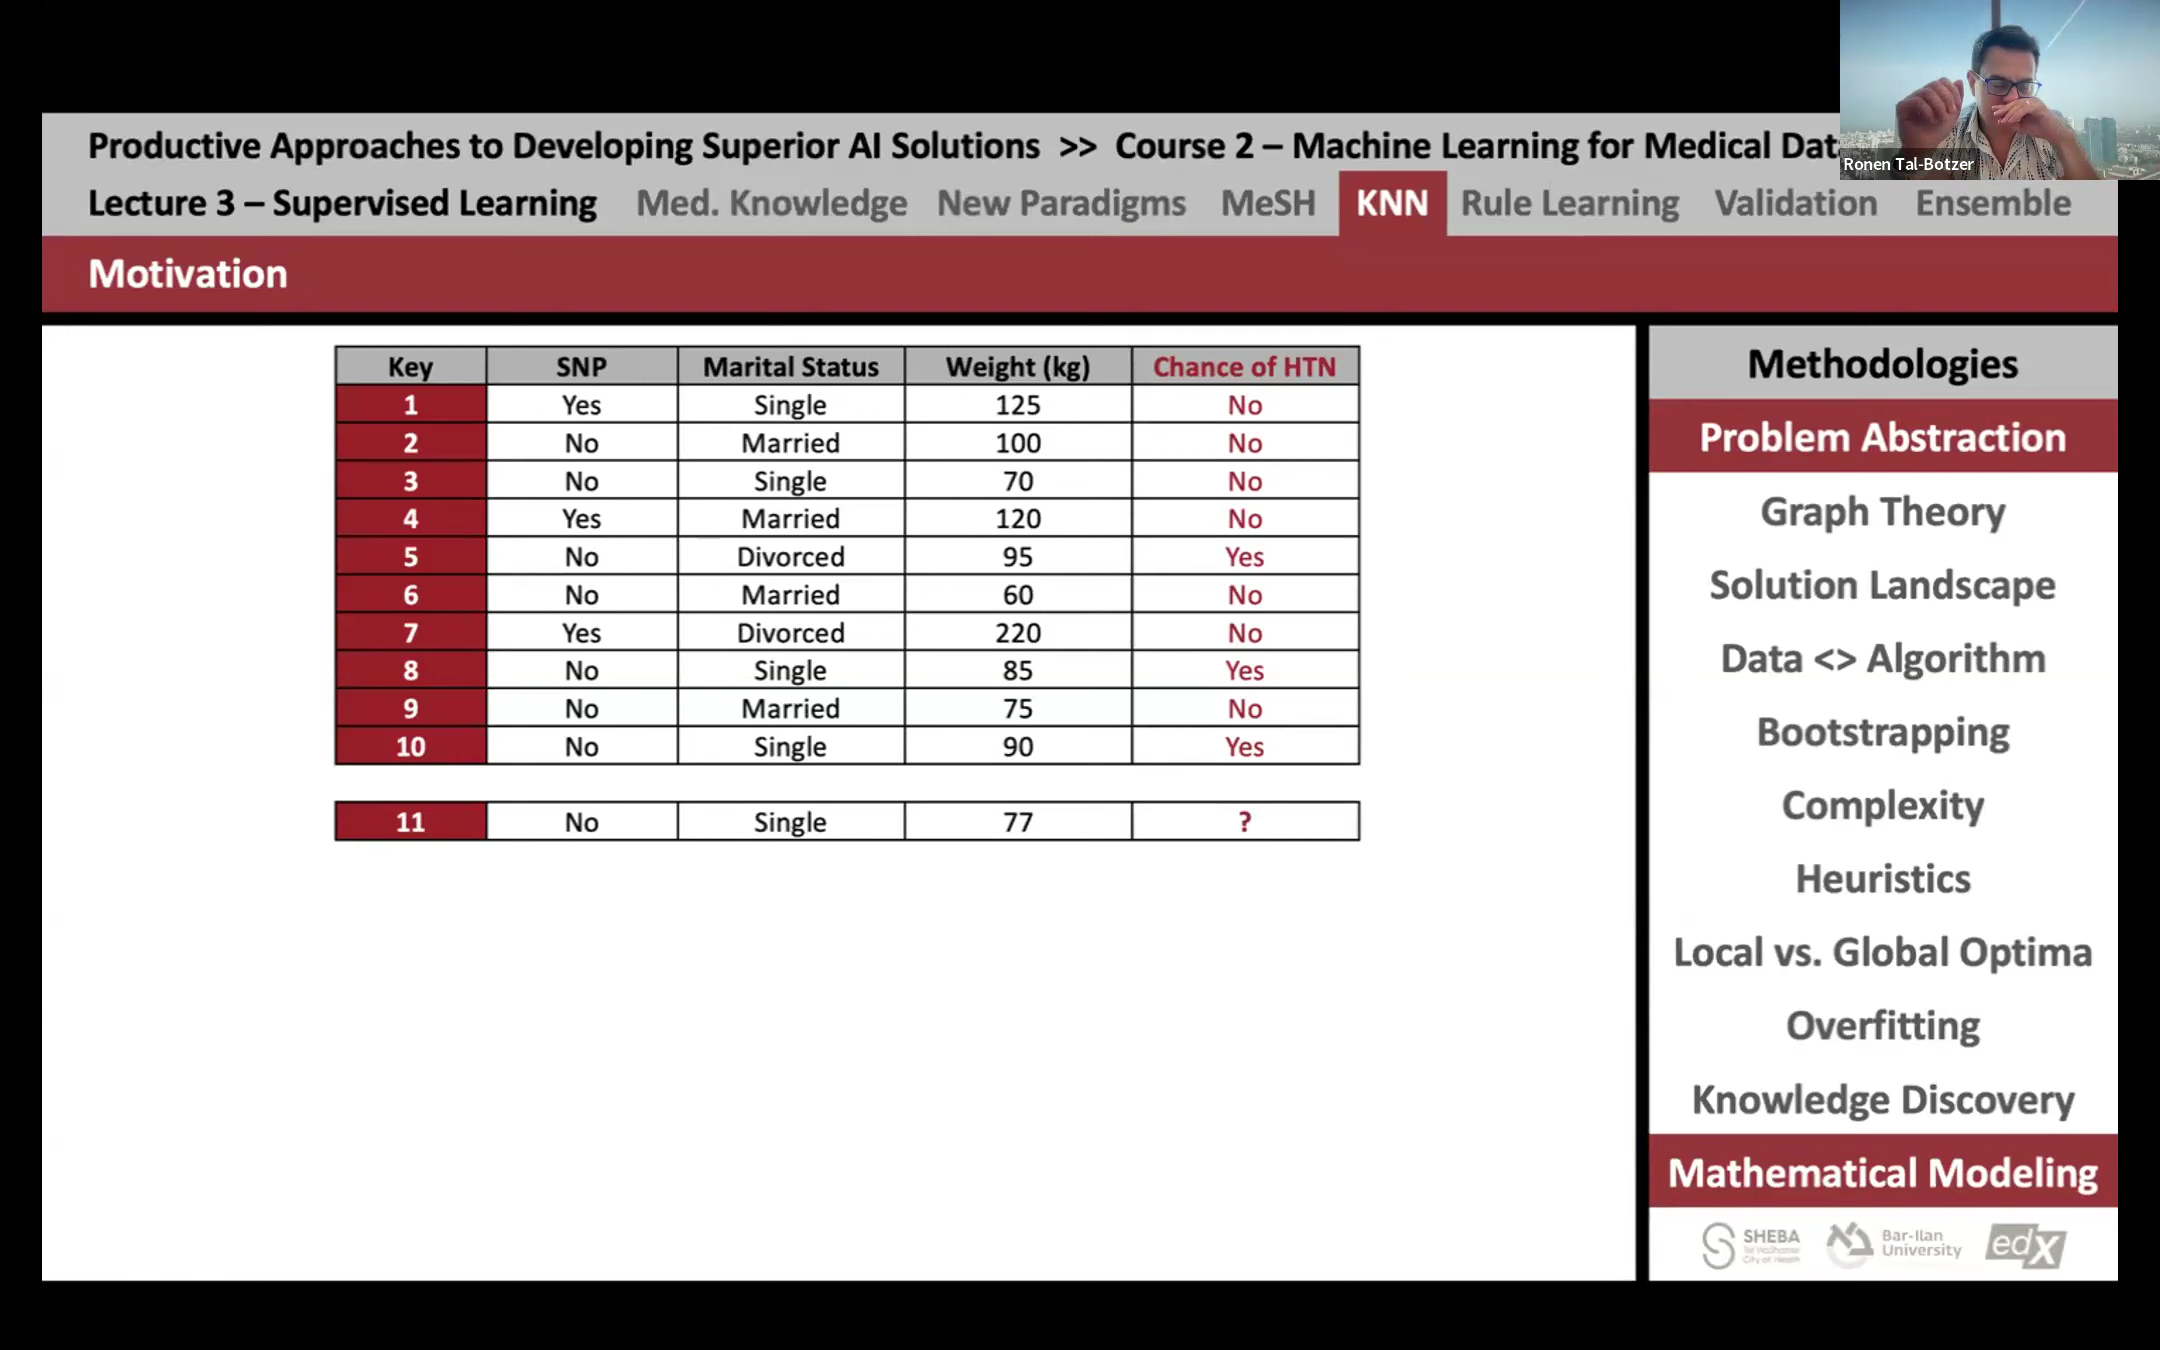 Productive Approaches to Developing Superior AI Solutions >> Course 2 – Machine Learning for Medical Dat
Ronen Tal-Botzer
Lecture 3 – Supervised Learning Med. Knowledge New Paradigms MeSH KNN Rule Learning Validation Ensemble
Motivation
Key SNP Marital Status Weight (kg) Chance of HTN
1 Yes Single 125 No
2 No Married 100 No
3 No Single 70 No
4 Yes Married 120 No
5 No Divorced 95 Yes
6 No Married 60 No
7 Yes Divorced 220 No
8 No Single 85 Yes
9 No Married 75 No
10 No Single 90 Yes
11 No Single 77 ?
Methodologies
Problem Abstraction
Graph Theory
Solution Landscape
Data <> Algorithm
Bootstrapping
Complexity
Heuristics
Local vs. Global Optima
Overfitting
Knowledge Discovery
Mathematical Modeling
SHEBA
Tel HaShomer
City of Health
Bar-Ilan
University
edX